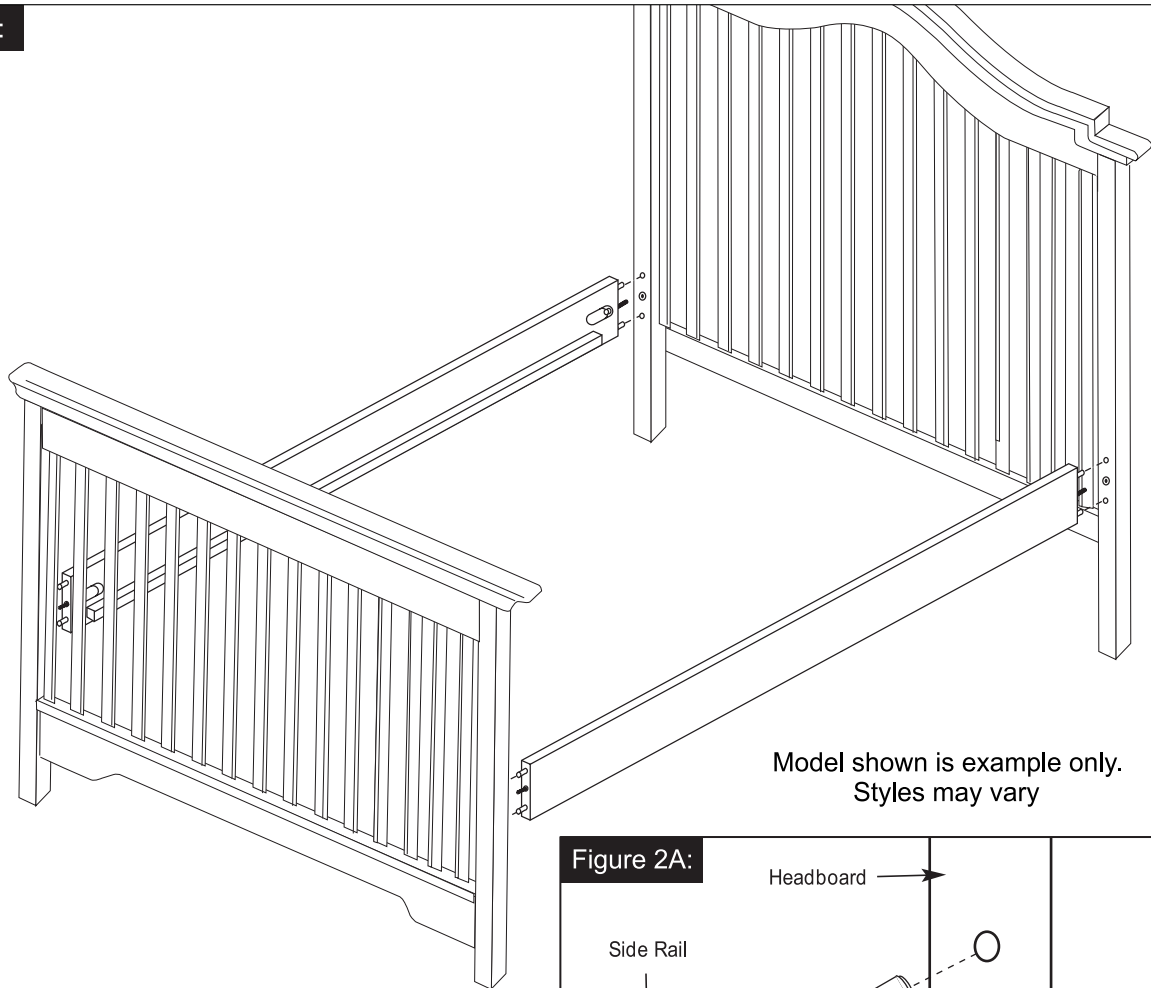 :
Model shown is example only.
Styles may vary
Figure 2A:
Headboard
Side Rail